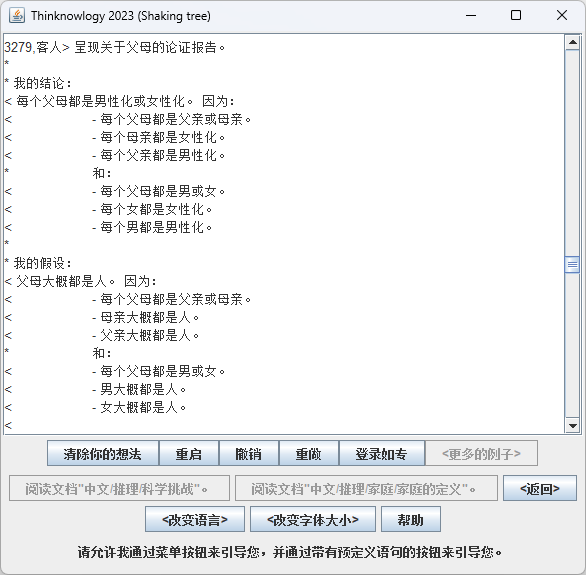 Thinknowlogy 2023 (Shaking tree)
3279,客人> 呈现关于父母的论证报告。
*
* 我的结论：
< 每个父母都是男性化或女性化。 因为：
< - 每个父母都是父亲或母亲。
< - 每个母亲都是女性化。
< - 每个父亲都是男性化。
* 和：
< - 每个父母都是男或女。
< - 每个女都是女性化。
< - 每个男都是男性化。
*
* 我的假设：
< 父母大概都是人。 因为：
< - 每个父母都是父亲或母亲。
< - 母亲大概都是人。
< - 父亲大概都是人。
* 和：
< - 每个父母都是男或女。
< - 男大概都是人。
< - 女大概都是人。
<
清除你的想法 重启 撤销 重做 登录如专 <更多的例子>
阅读文档"中文/推理/科学挑战"。 阅读文档"中文/推理/家庭/家庭的定义"。 <返回>
<改变语言> <改变字体大小> 帮助
请允许我通过菜单按钮来引导您，并通过带有预定义语句的按钮来引导您。